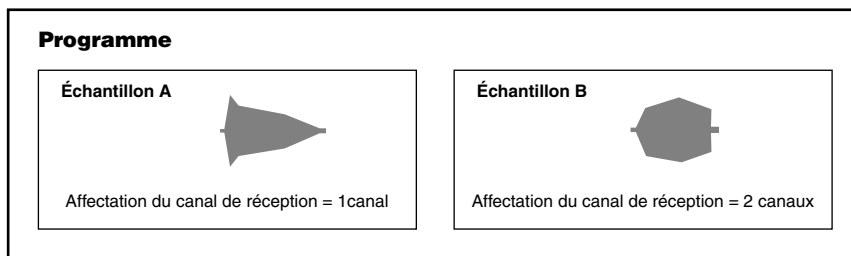 Programme
Échantillon A
Affectation du canal de réception = 1canal
Échantillon B
Affectation du canal de réception = 2 canaux